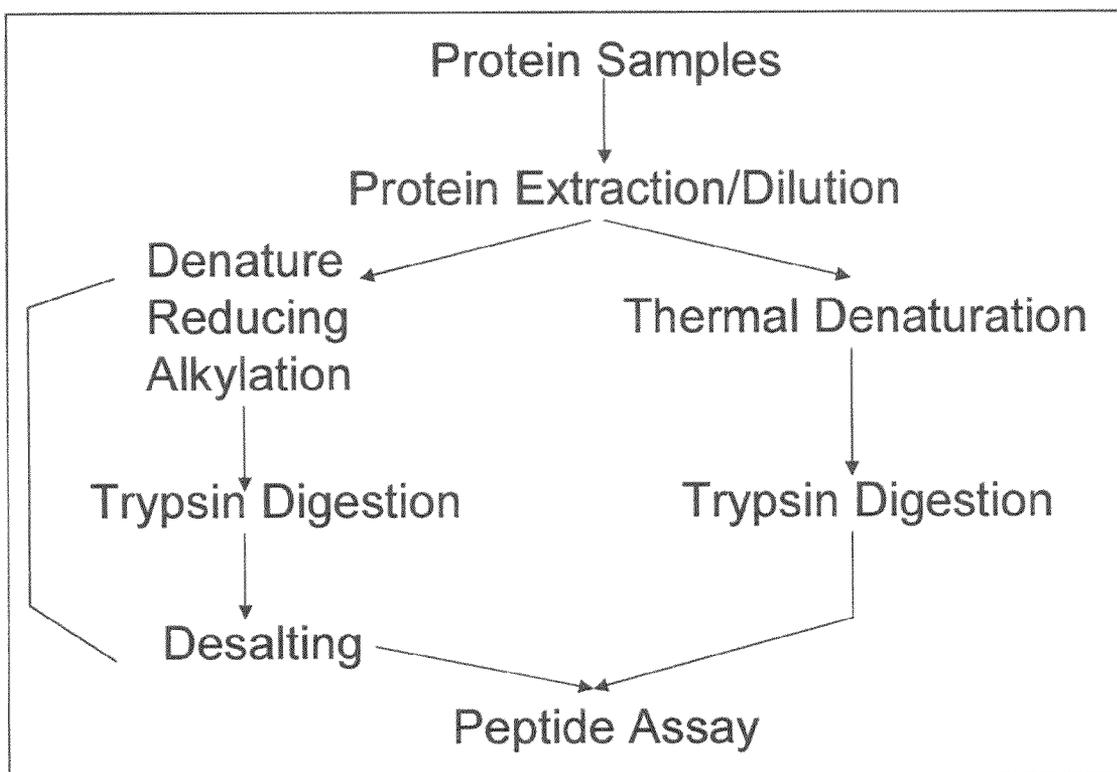 Protein Samples
Protein Extraction/Dilution
Denature
Reducing
Alkylation
Thermal Denaturation
Trypsin Digestion
Trypsin Digestion
Desalting
Peptide Assay